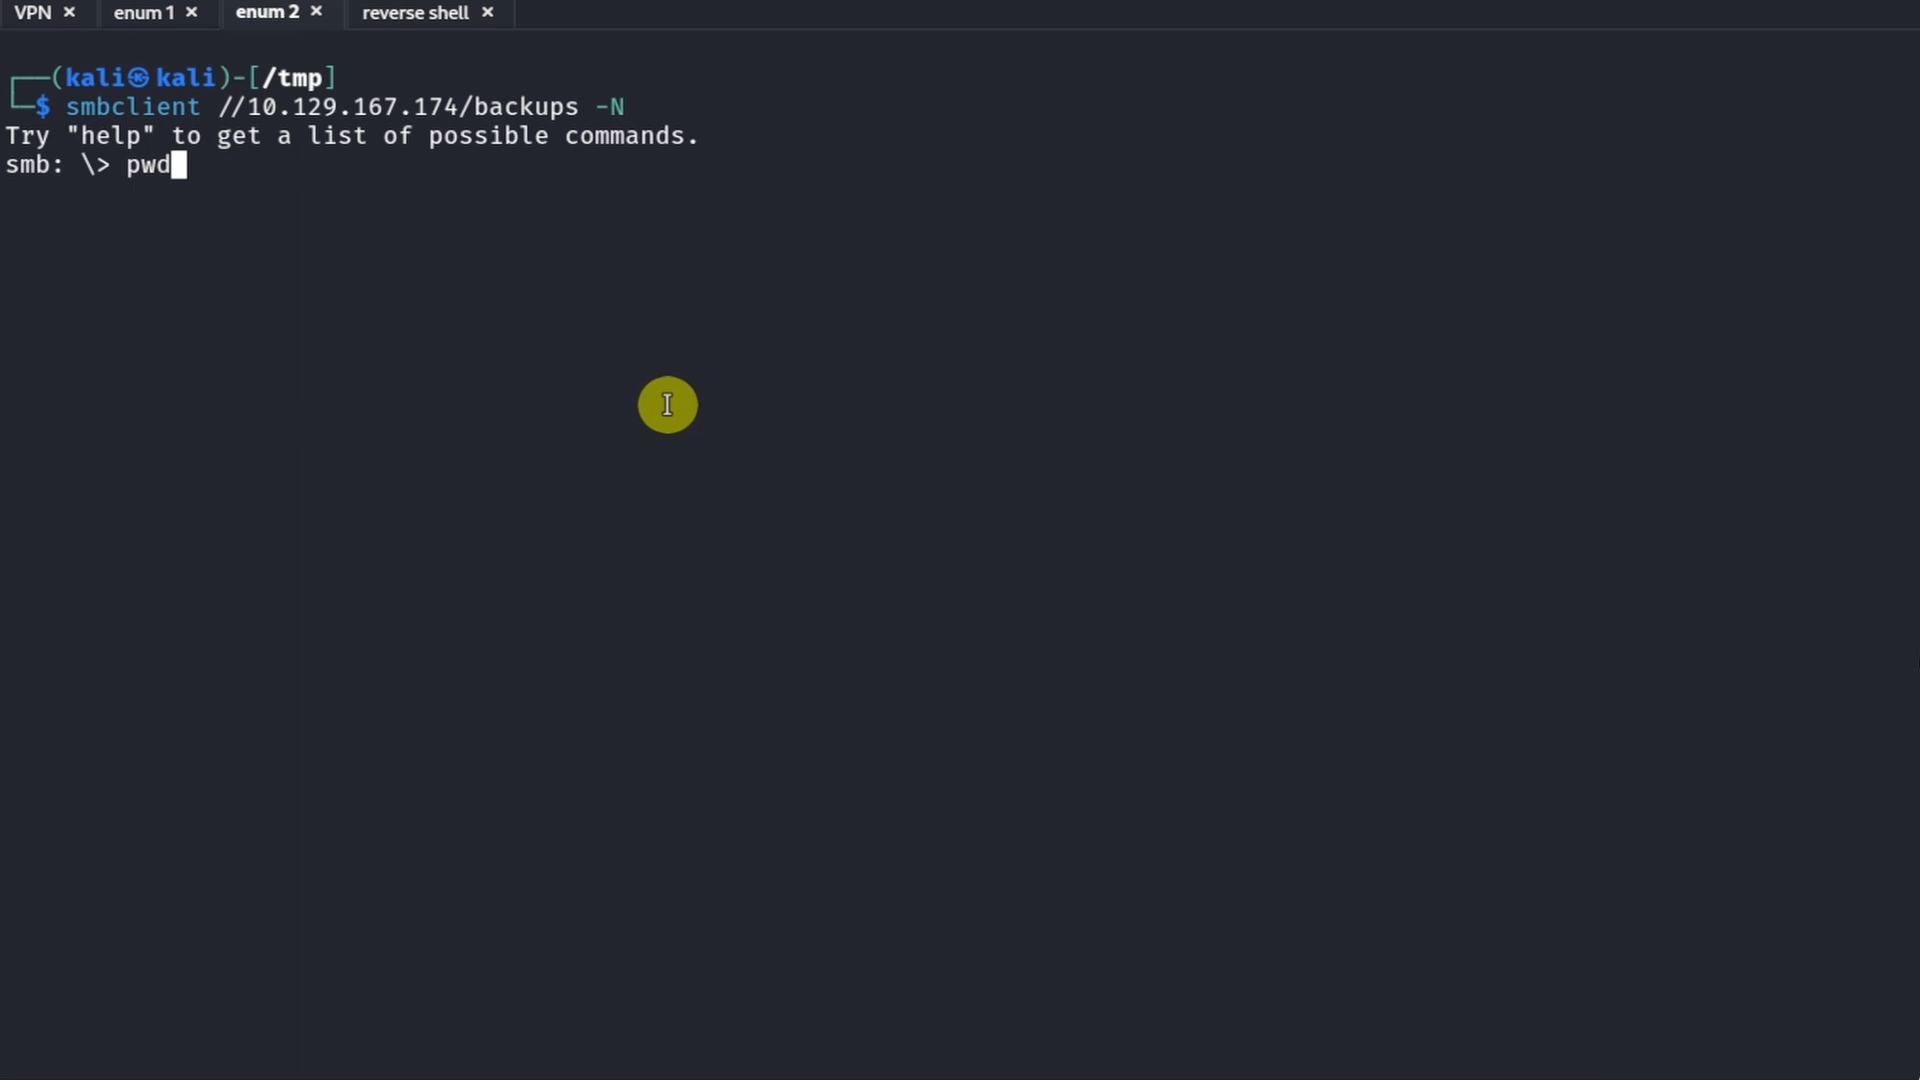 VPN × enum 1 × enum 2 × reverse shell ×
┌──(kali㉿kali)-[/tmp]
└─$ smbclient //10.129.167.174/backups -N
Try "help" to get a list of possible commands.
smb: \> pwd